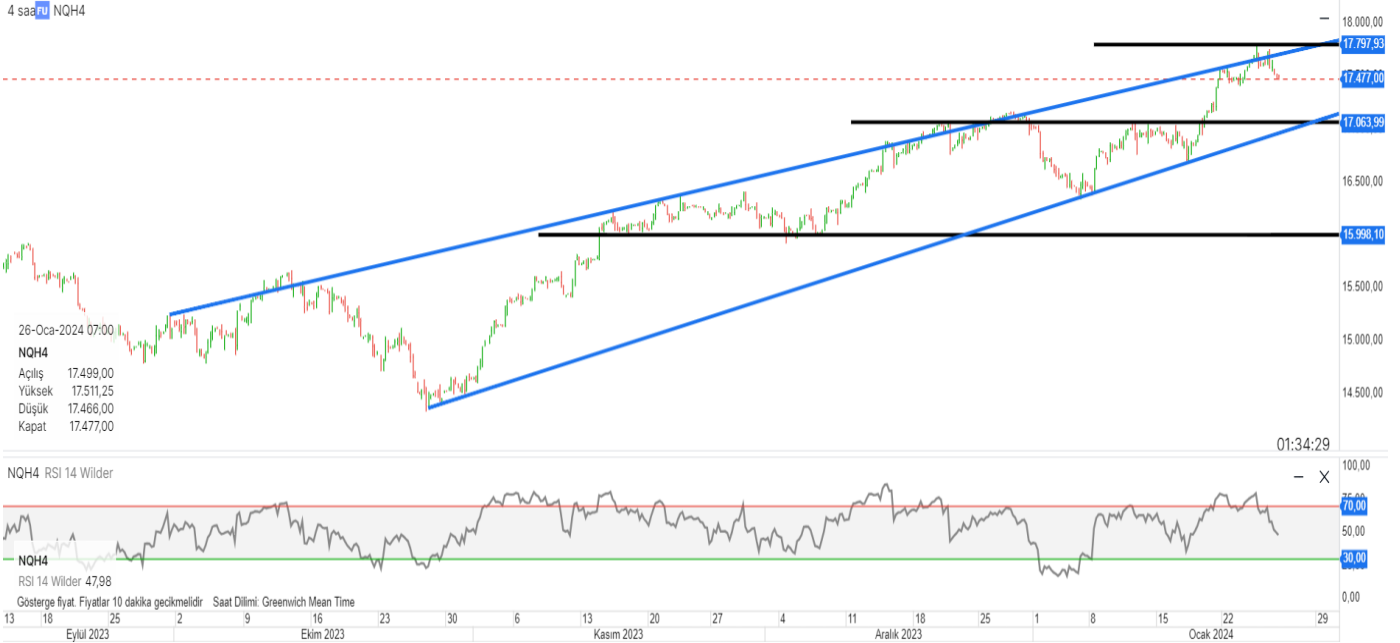 4 saa FU NQH4
18.000,00
17.797,93
17.477,00
17.063,99
16.500,00
15.998,10
15.500,00
15.000,00
14.500,00
26-Oca-2024 07:00
NQH4
Açılış 17.499,00
Yüksek 17.511,25
Düşük 17.466,00
Kapat 17.477,00
01:34:29
NQH4 RSI 14 Wilder
X
100,00
70,00
50,00
30,00
0,00
NQH4
RSI 14 Wilder 47,98
Gösterge fiyat. Fiyatlar 10 dakika gecikmelidir Saat Dilimi: Greenwich Mean Time
13 18 25 2 9 16 23 30 6 13 20 27 4 11 18 25 1 8 15 22 29
Eylül 2023 Ekim 2023 Kasım 2023 Aralık 2023 Ocak 2024